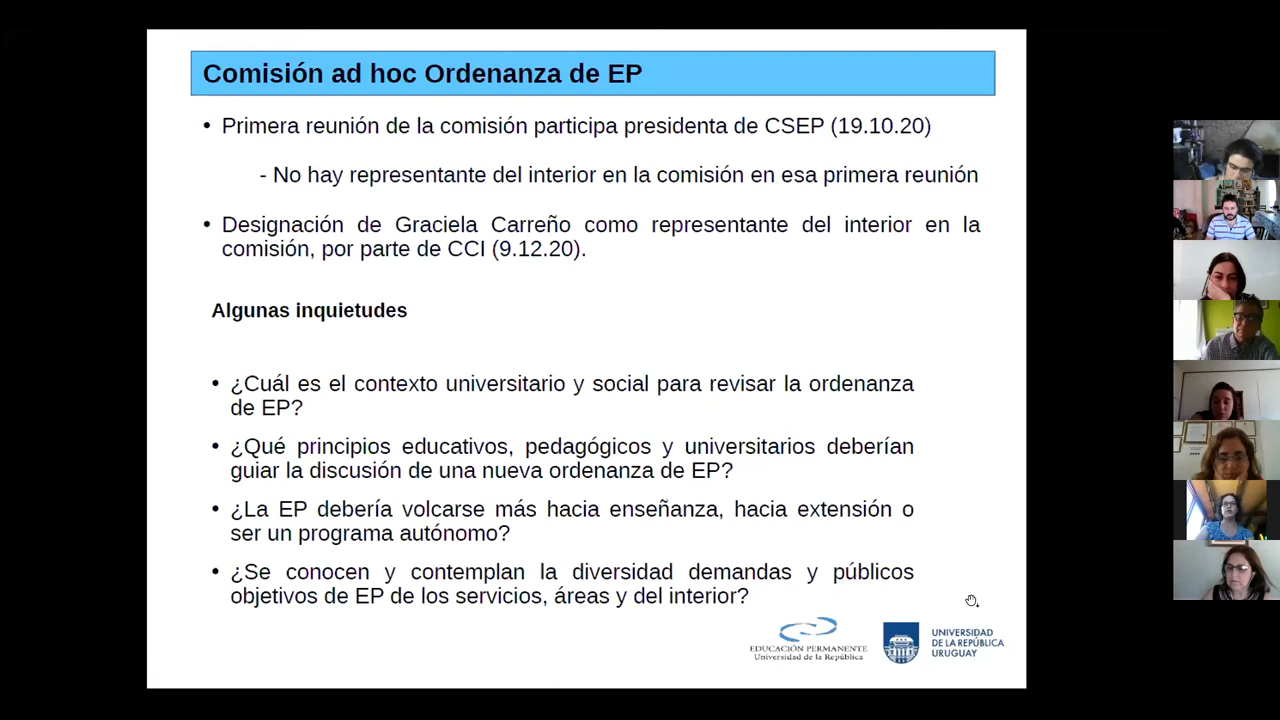 Comisión ad hoc Ordenanza de EP
• Primera reunión de la comisión participa presidenta de CSEP (19.10.20)
- No hay representante del interior en la comisión en esa primera reunión
• Designación de Graciela Carreño como representante del interior en la
comisión, por parte de CCI (9.12.20).
Algunas inquietudes
• ¿Cuál es el contexto universitario y social para revisar la ordenanza
de EP?
• ¿Qué principios educativos, pedagógicos y universitarios deberían
guiar la discusión de una nueva ordenanza de EP?
• ¿La EP debería volcarse más hacia enseñanza, hacia extensión o
ser un programa autónomo?
• ¿Se conocen y contemplan la diversidad demandas y públicos
objetivos de EP de los servicios, áreas y del interior?
EDUCACIÓN PERMANENTE
Universidad de la República
UNIVERSIDAD
DE LA REPÚBLICA
URUGUAY